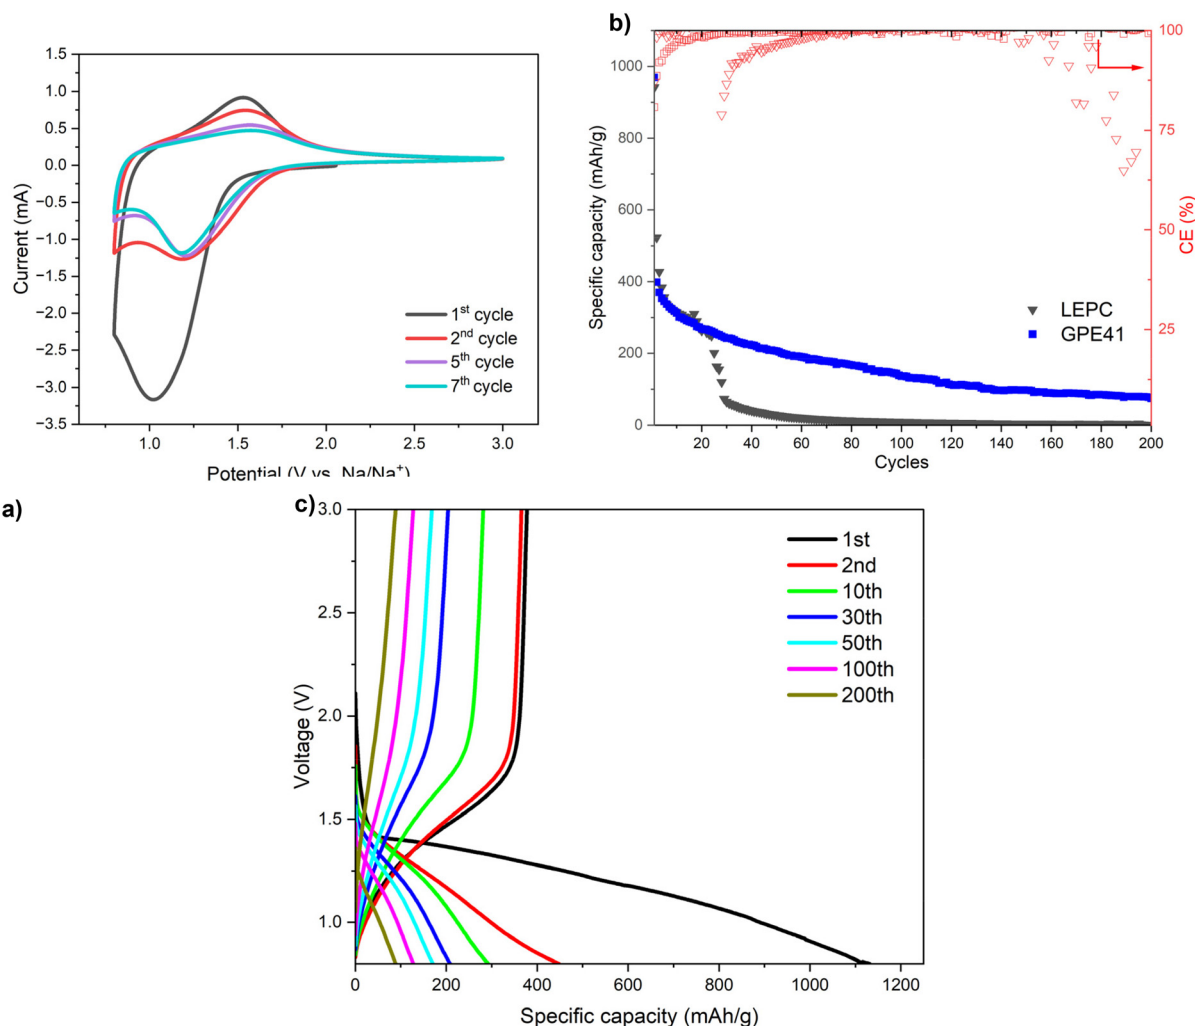 b)
1.5
1.0
0.5
0.0
−0.5
−1.0
−1.5
−2.0
−2.5
−3.0
−3.5
Current (mA)
1st cycle
2nd cycle
5th cycle
7th cycle
1.0 1.5 2.0 2.5 3.0
Potential (V vs. Na/Na+)
1000
800
600
400
200
0
Specific capacity (mAh/g)
LEPC
GPE41
100
75
50
25
CE (%)
20 40 60 80 100 120 140 160 180 200
Cycles
a)
c)
3.0
2.5
2.0
1.5
1.0
Voltage (V)
1st
2nd
10th
30th
50th
100th
200th
0 200 400 600 800 1000 1200
Specific capacity (mAh/g)